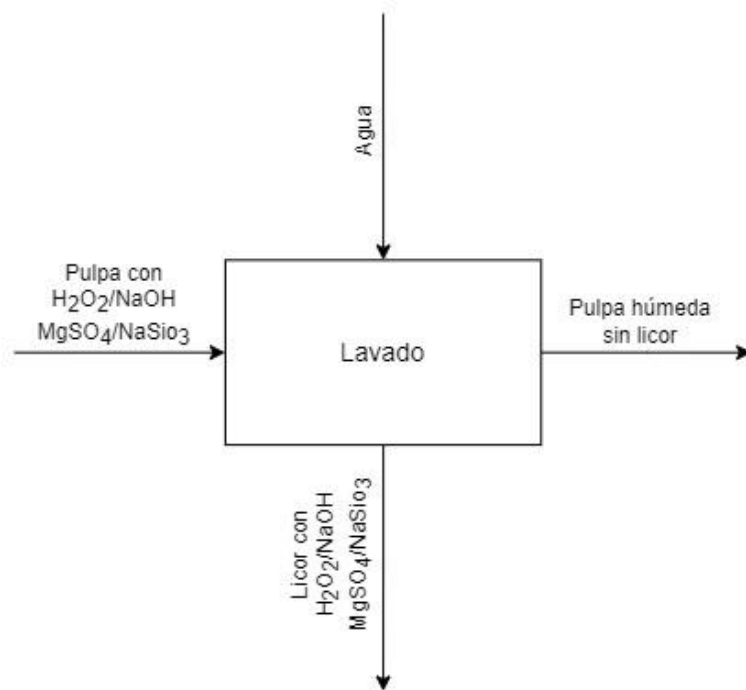 Agua
Pulpa con
H₂O₂/NaOH
MgSO₄/NaSio₃
Lavado
Pulpa húmeda
sin licor
Licor con
H₂O₂/NaOH
MgSO₄/NaSio₃